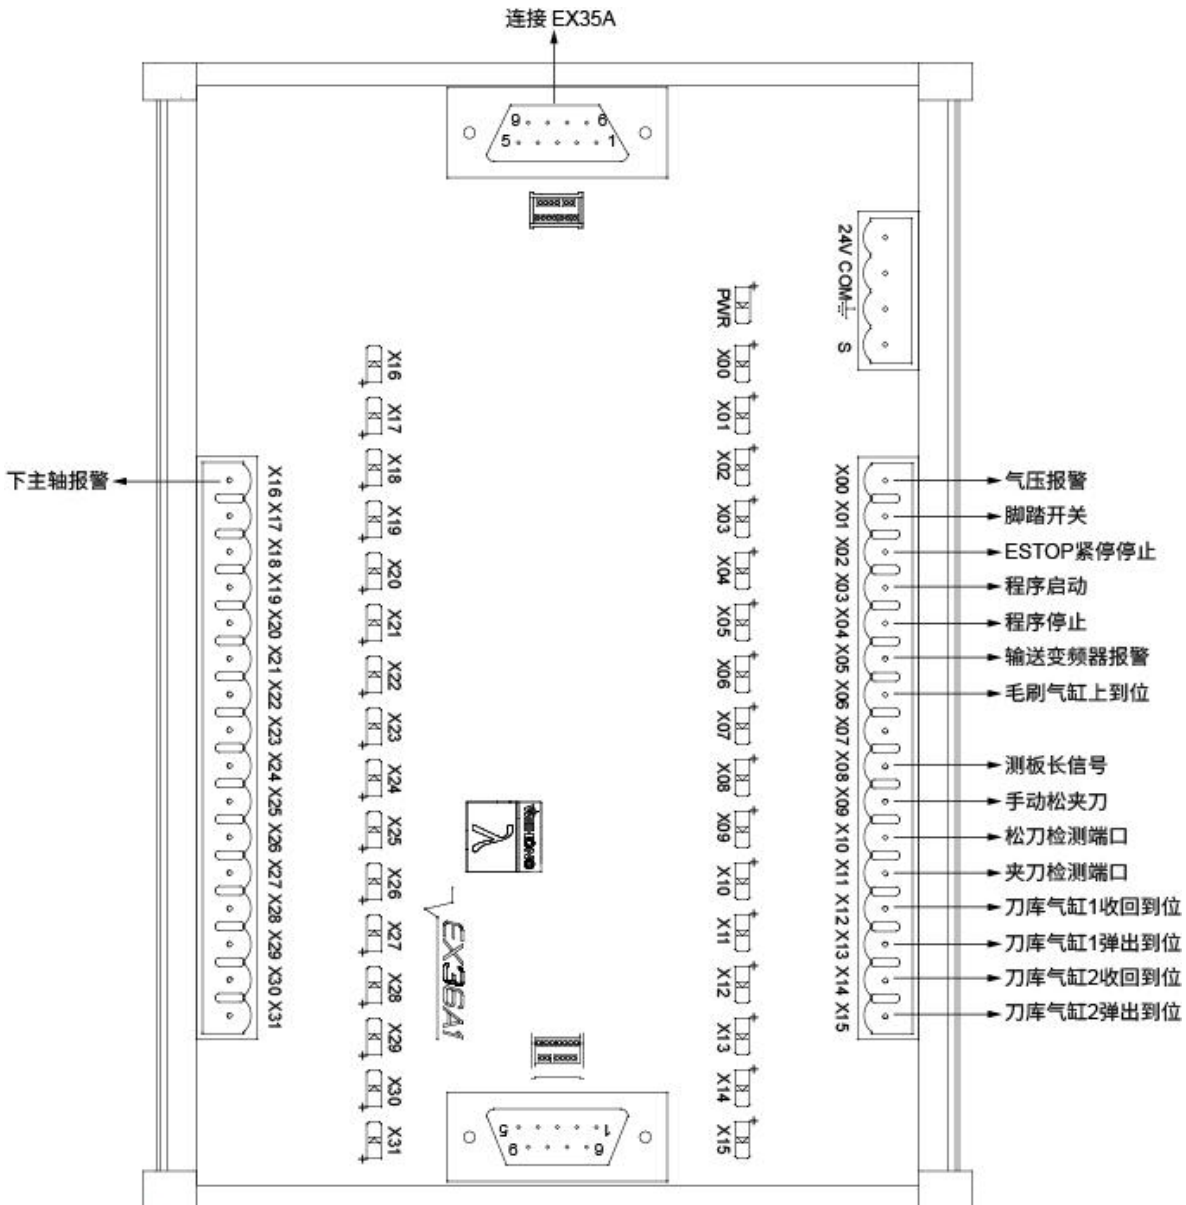 连接 EX35A
9 6
5 1
24V COM S
PWR
X00
X01
X02
X03
X04
X05
X06
X07
X08
X09
X10
X11
X12
X13
X14
X15
X16
X17
X18
X19
X20
X21
X22
X23
X24
X25
X26
X27
X28
X29
X30
X31
下主轴报警
X16 X17 X18 X19 X20 X21 X22 X23 X24 X25 X26 X27 X28 X29 X30 X31
X00 X01 X02 X03 X04 X05 X06 X07 X08 X09 X10 X11 X12 X13 X14 X15
气压报警
脚踏开关
ESTOP紧停停止
程序启动
程序停止
输送变频器报警
毛刷气缸上到位
测板长信号
手动松夹刀
松刀检测端口
夹刀检测端口
刀库气缸1收回到位
刀库气缸1弹出到位
刀库气缸2收回到位
刀库气缸2弹出到位
EX36A1
5 1
9 6